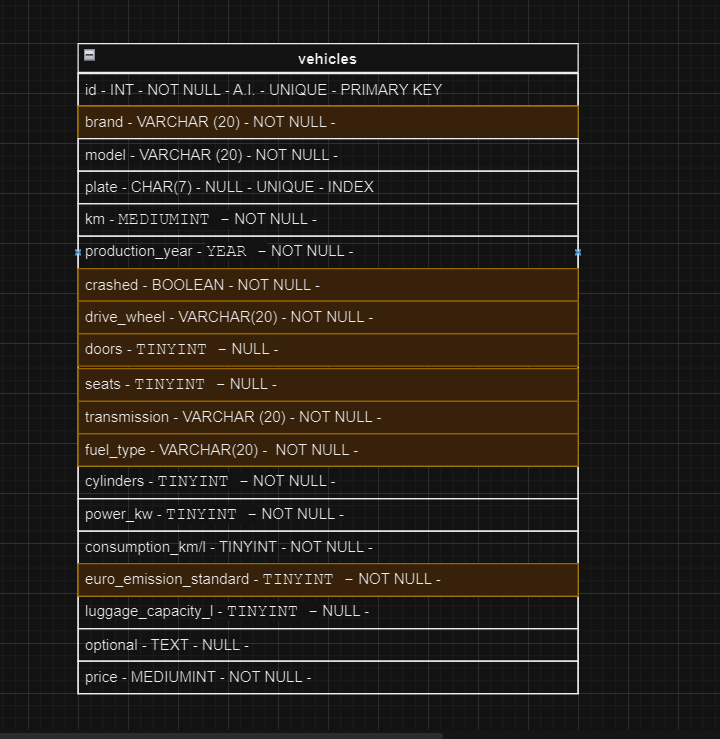 vehicles
id - INT - NOT NULL - A.I. - UNIQUE - PRIMARY KEY
brand - VARCHAR (20) - NOT NULL -
model - VARCHAR (20) - NOT NULL -
plate - CHAR(7) - NULL - UNIQUE - INDEX
km - MEDIUMINT – NOT NULL -
production_year - YEAR – NOT NULL -
crashed - BOOLEAN - NOT NULL -
drive_wheel - VARCHAR(20) - NOT NULL -
doors - TINYINT – NULL -
seats - TINYINT – NULL -
transmission - VARCHAR (20) - NOT NULL -
fuel_type - VARCHAR(20) - NOT NULL -
cylinders - TINYINT – NOT NULL -
power_kw - TINYINT – NOT NULL -
consumption_km/l - TINYINT - NOT NULL -
euro_emission_standard - TINYINT – NOT NULL -
luggage_capacity_l - TINYINT – NULL -
optional - TEXT - NULL -
price - MEDIUMINT - NOT NULL -